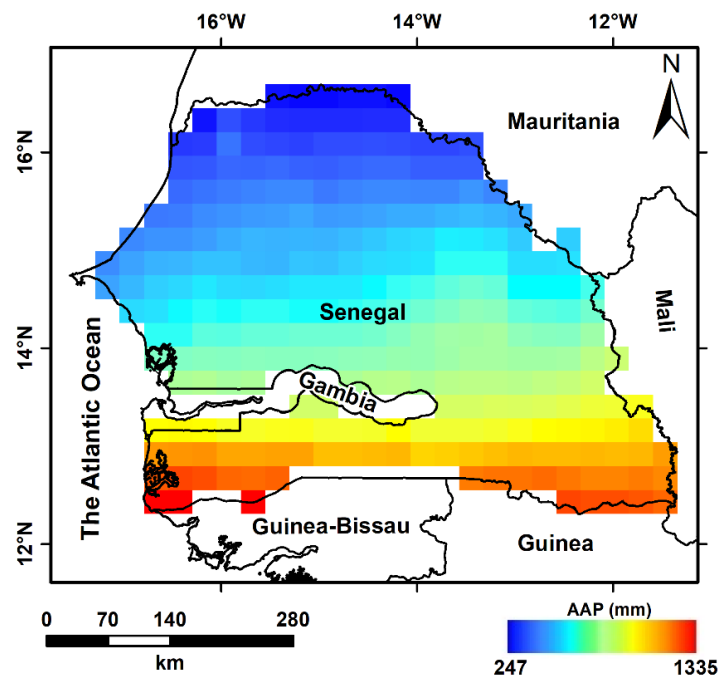 16°W 14°W 12°W
N
Mauritania
16°N
Senegal
Mali
14°N
Gambia
The Atlantic Ocean
Guinea-Bissau
Guinea
12°N
0 70 140 280
km
AAP (mm)
247 1335